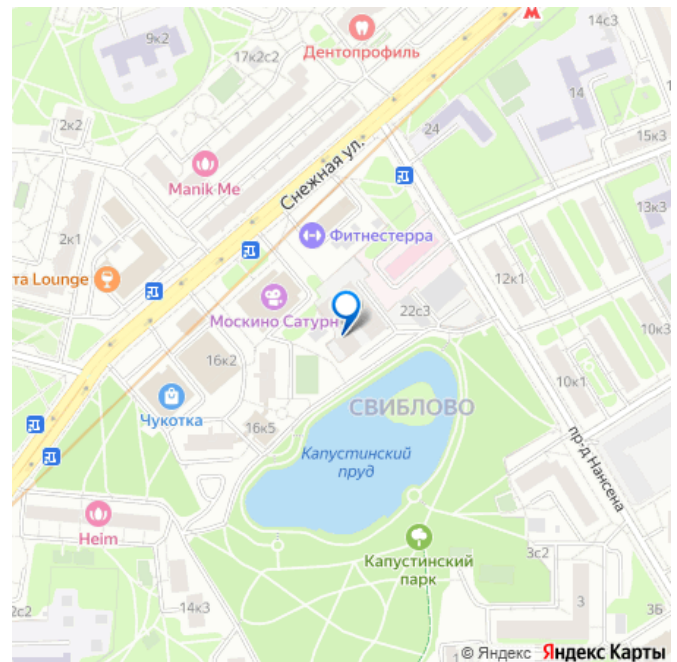 14с3
9к2
Дентопрофиль
17к2с2
14
2к2
24
15к3
Снежная ул.
Manik Me
13к3
2к1
Фитнестерра
12к1
та Lounge
22с3
Москино Сатурн
10к3
16к2
10к1
СВИБЛОВО
Чукотка
16к5
Капустинский
пруд
пр-д Нансена
Heim
3с2
Капустинский
парк
2с2
14к3
3
3Б
© Яндекс Яндекс Карты